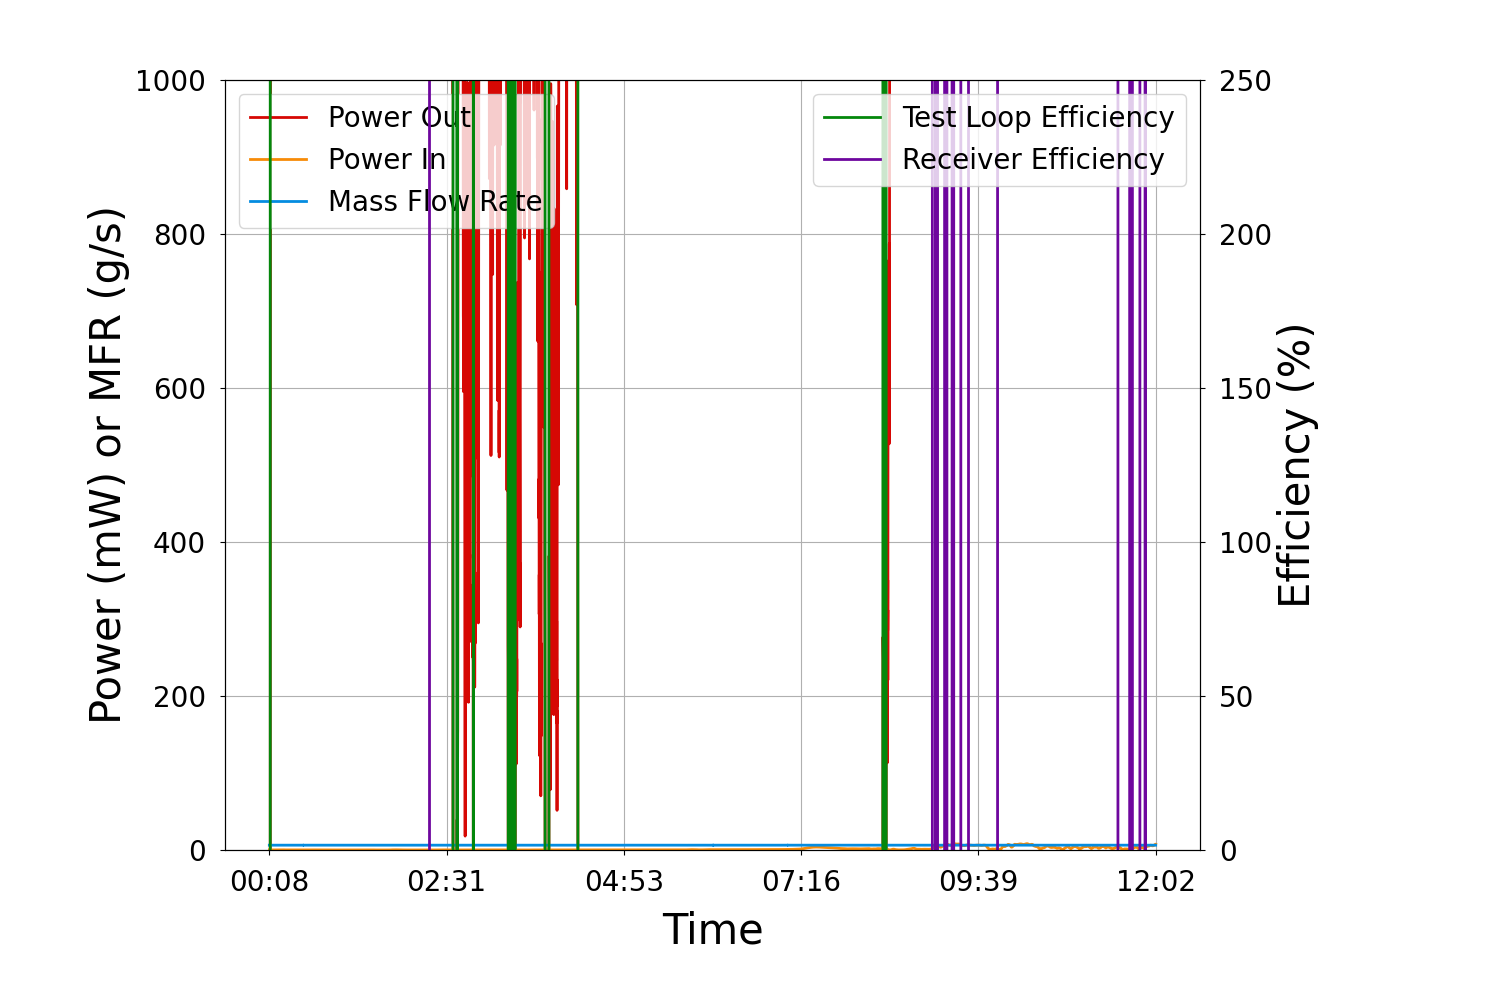 1000
800
600
400
200
0
Power (mW) or MFR (g/s)
Power Out
Power In
Mass Flow Rate
Test Loop Efficiency
Receiver Efficiency
250
200
150
100
50
0
Efficiency (%)
00:08 02:31 04:53 07:16 09:39 12:02
Time